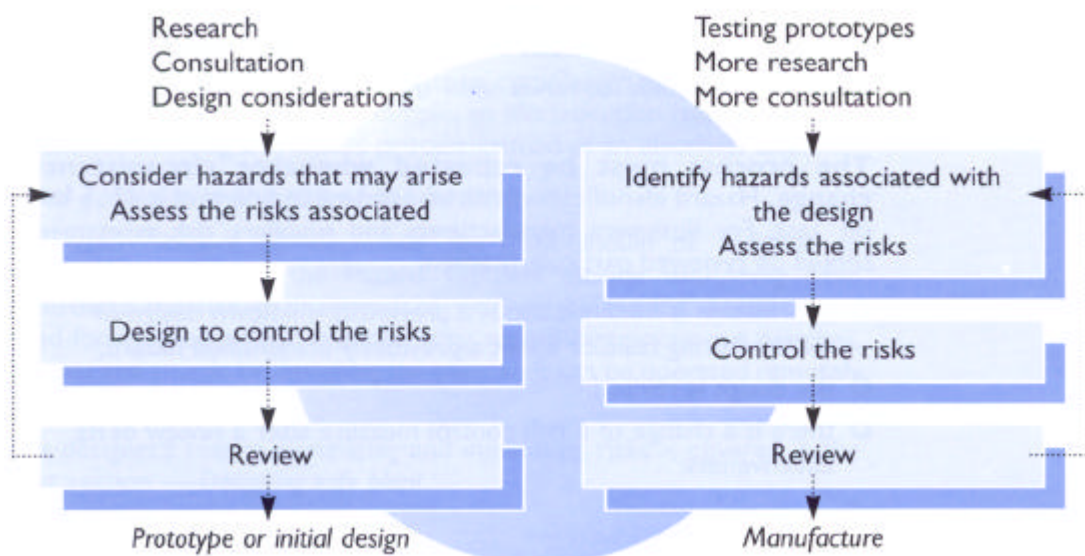 Research
Consultation
Design considerations
Consider hazards that may arise
Assess the risks associated
Design to control the risks
Review
Prototype or initial design
Testing prototypes
More research
More consultation
Identify hazards associated with
the design
Assess the risks
Control the risks
Review
Manufacture